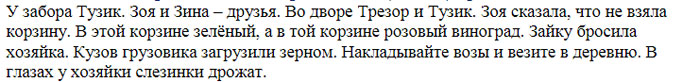 У забора Тузик. Зоя и Зина – друзья. Во дворе Трезор и Тузик. Зоя сказала, что не взяла
корзину. В этой корзине зелёный, а в той корзине розовый виноград. Зайку бросила
хозяйка. Кузов грузовика загрузили зерном. Накладывайте возы и везите в деревню. В
глазах у хозяйки слезинки дрожат.